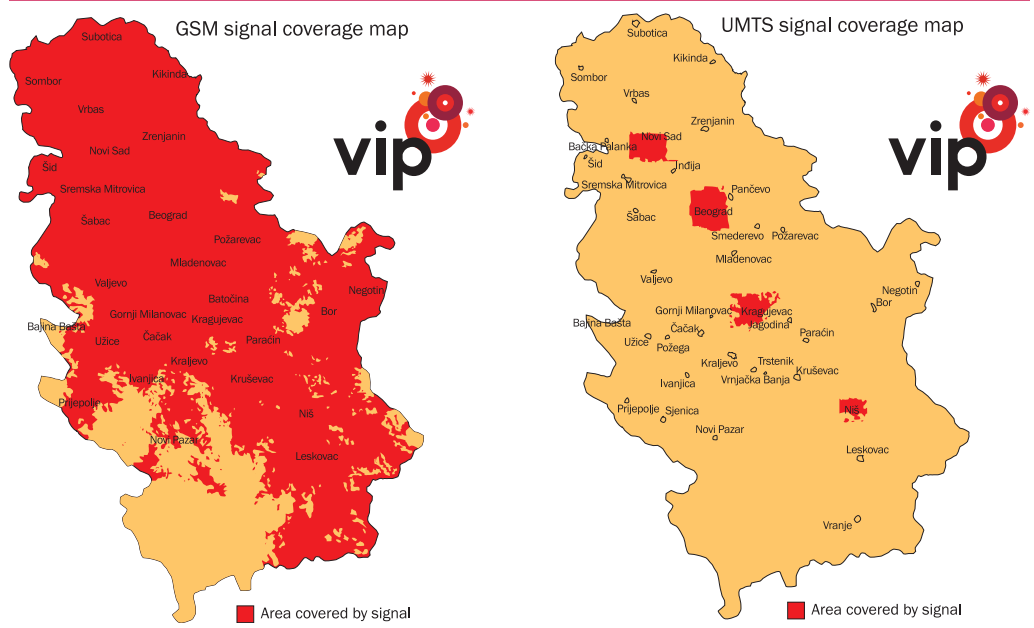 GSM signal coverage map
Subotica
Sombor
Kikinda
Vrbas
Zrenjanin
Novi Sad
Šid
Sremska Mitrovica
Šabac
Beograd
Požarevac
Mladenovac
Valjevo
Negotin
Batočina
Bor
Gornji Milanovac
Kragujevac
Bajina Bašta
Užice
Čačak
Paraćin
Kraljevo
Ivanjica
Kruševac
Prijepolje
Niš
Novi Pazar
Leskovac
vip
Area covered by signal
UMTS signal coverage map
Subotica
Kikinda
Sombor
Vrbas
Zrenjanin
Novi Sad
Bačka Palanka
Šid
Inđija
Sremska Mitrovica
Pančevo
Beograd
Šabac
Smederevo
Požarevac
Mladenovac
Valjevo
Negotin
Bor
Gornji Milanovac
Kragujevac
Bajina Bašta
Jagodina
Čačak
Paraćin
Užice
Požega
Kraljevo
Trstenik
Ivanjica
Vrnjačka Banja
Kruševac
Prijepolje
Sjenica
Niš
Novi Pazar
Leskovac
Vranje
vip
Area covered by signal